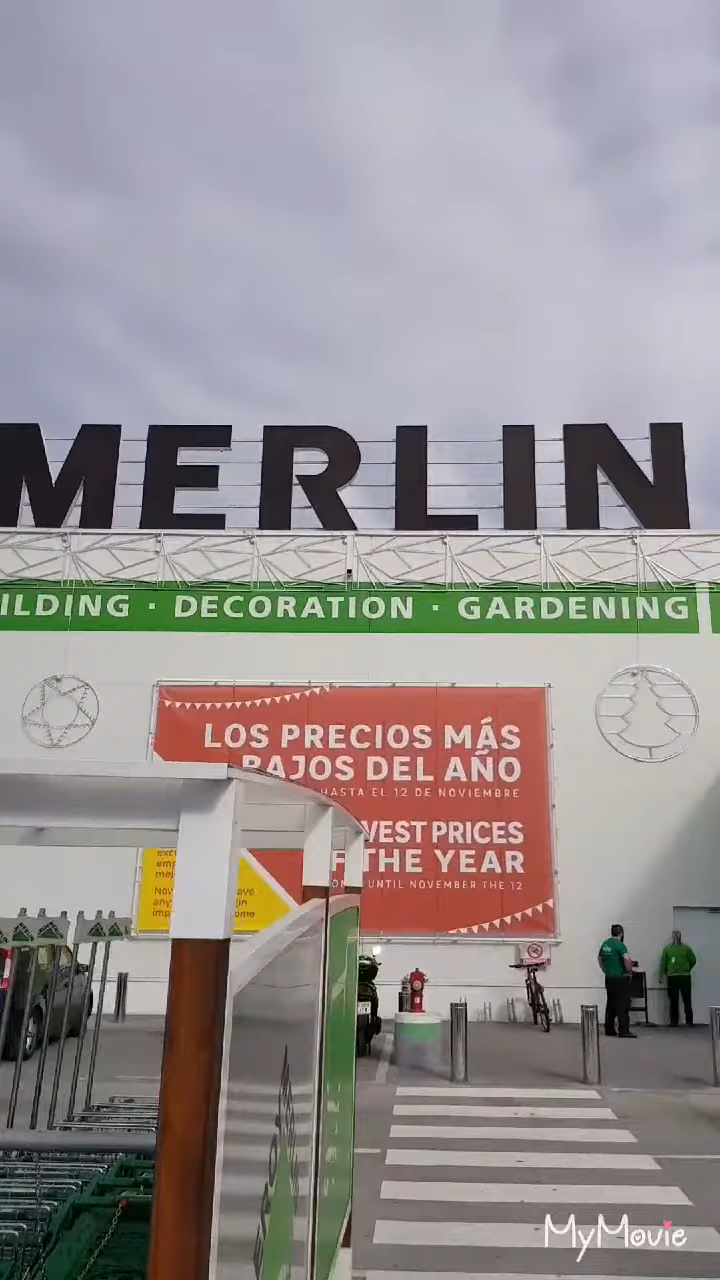 MERLIN
ILDING · DECORATION · GARDENING
LOS PRECIOS MÁS
BAJOS DEL AÑO
HASTA EL 12 DE NOVIEMBRE
WEST PRICES
F THE YEAR
UNTIL NOVEMBER THE 12
MyMovie